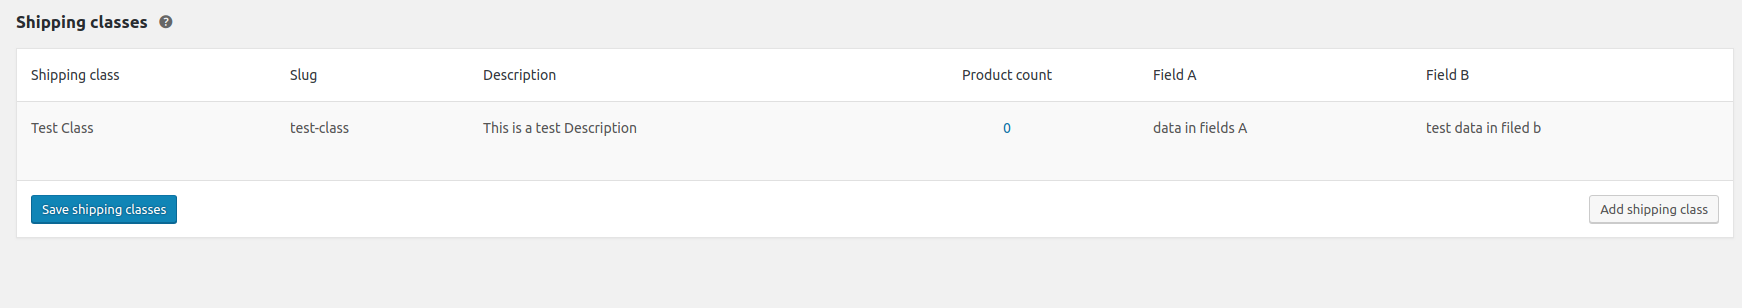 Shipping classes ?
Shipping class Slug Description Product count Field A Field B
Test Class test-class This is a test Description 0 data in fields A test data in filed b
Save shipping classes Add shipping class